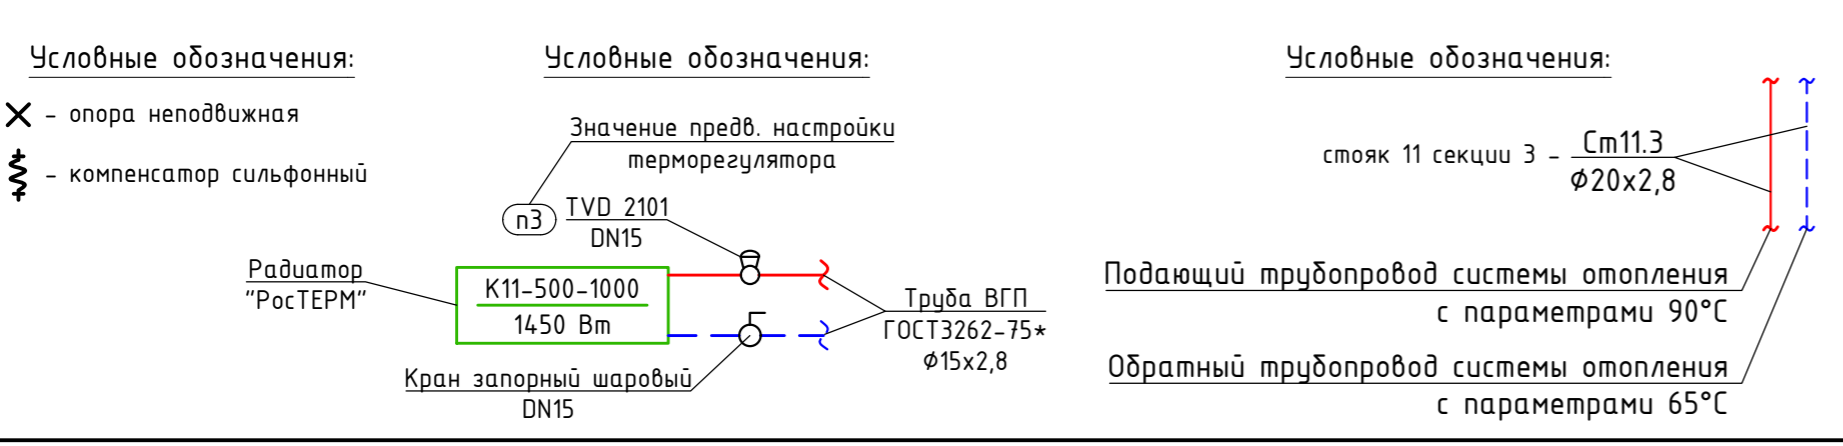 Условные обозначения:
- опора неподвижная
- компенсатор сильфонный
Условные обозначения:
Значение предв. настройки
терморегулятора
п3
TVD 2101
DN15
Радиатор
"РосТЕРМ"
К11-500-1000
1450 Вт
Труба ВГП
ГОСТ3262-75*
Ф15х2,8
Кран запорный шаровый
DN15
Условные обозначения:
стояк 11 секции 3 - Ст11.3
Ф20х2,8
Подающий трубопровод системы отопления
с параметрами 90°С
Обратный трубопровод системы отопления
с параметрами 65°С